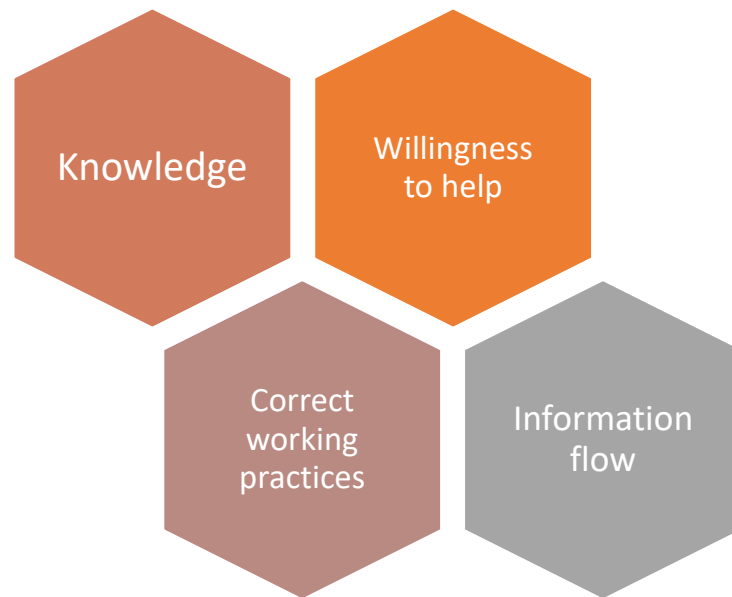 Knowledge
Willingness
to help
Correct
working
practices
Information
flow